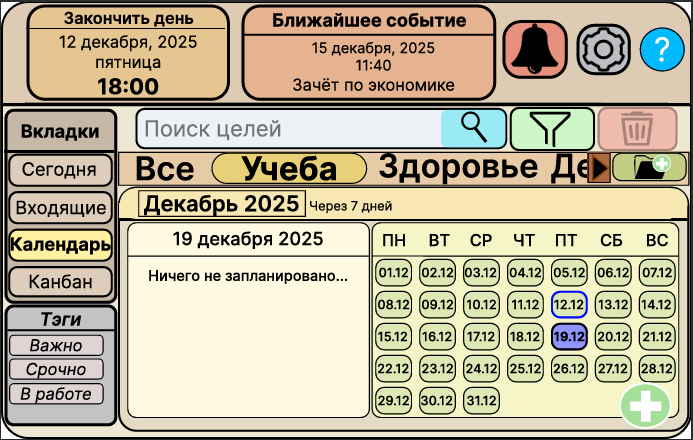 Закончить день
12 декабря, 2025
пятница
18:00
Ближайшее событие
15 декабря, 2025
11:40
Зачёт по экономике
?
Вкладки
Сегодня
Входящие
Календарь
Канбан
Тэги
Важно
Срочно
В работе
Поиск целей
Все Учеба Здоровье Де
Декабрь 2025 Через 7 дней
19 декабря 2025
Ничего не запланировано...
ПН ВТ СР ЧТ ПТ СБ ВС
01.12 02.12 03.12 04.12 05.12 06.12 07.12
08.12 09.12 10.12 11.12 12.12 13.12 14.12
15.12 16.12 17.12 18.12 19.12 20.12 21.12
22.12 23.12 24.12 25.12 26.12 27.12 28.12
29.12 30.12 31.12